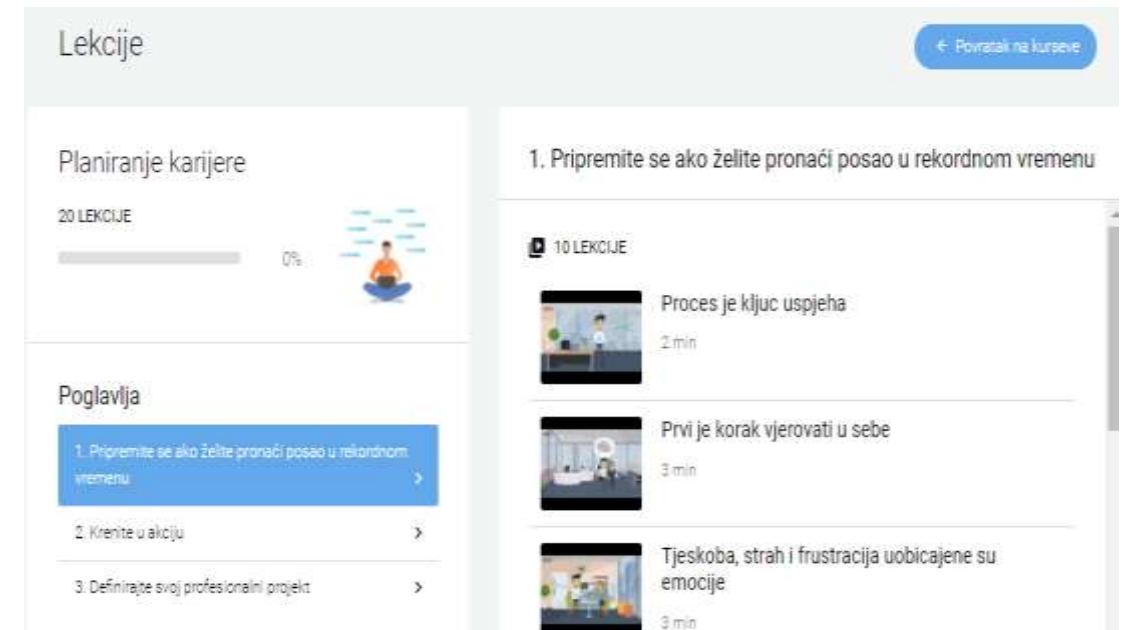 Lekcije
← Povratak na kurseve
Planiranje karijere
20 LEKCIJE
0%
Poglavlja
1. Pripremite se ako želite pronaći posao u rekordnom
vremenu
2. Krenite u akciju
3. Definirajte svoj profesionalni projekt
1. Pripremite se ako želite pronaći posao u rekordnom vremenu
10 LEKCIJE
Proces je kljuc uspjeha
2 min
Prvi je korak vjerovati u sebe
3 min
Tjeskoba, strah i frustracija uobicajene su
emocije
3 min